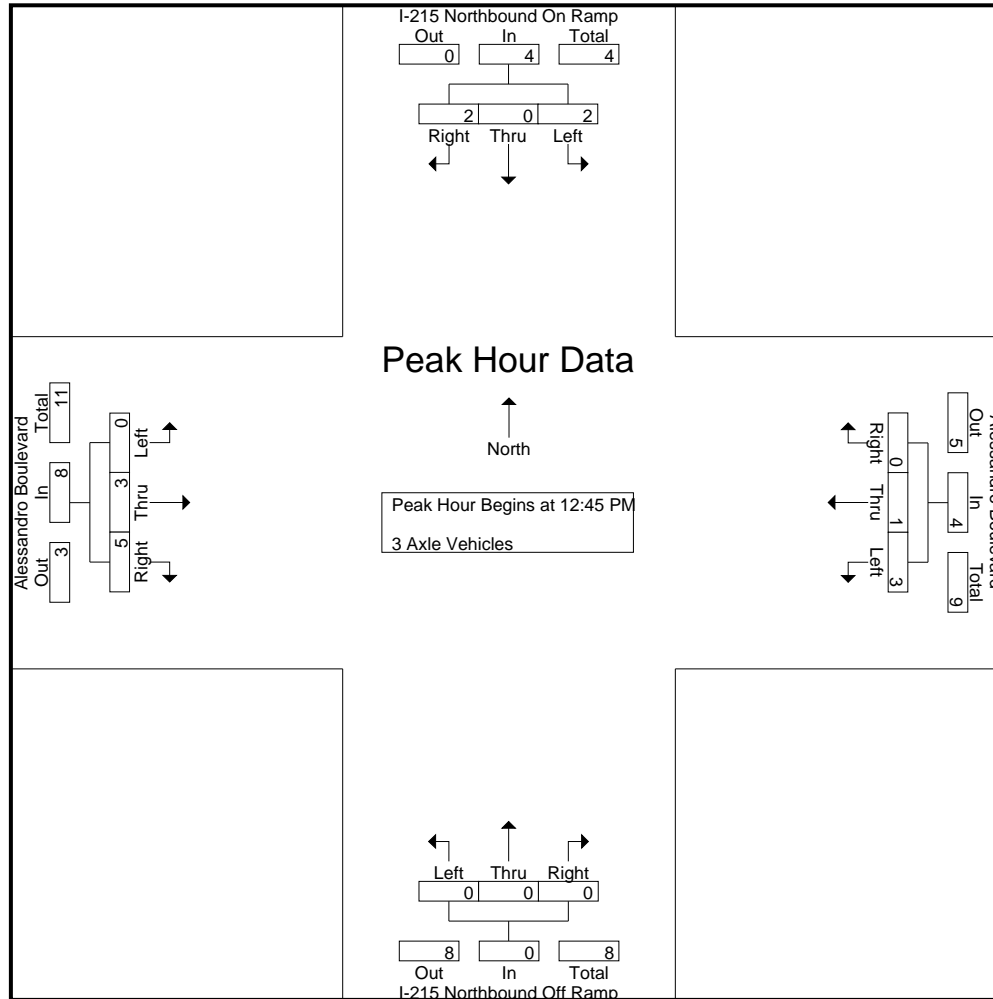 I-215 Northbound On Ramp
Out In Total
0 4 4
2 0 2
Right Thru Left
Peak Hour Data
North
Peak Hour Begins at 12:45 PM
3 Axle Vehicles
Alessandro Boulevard
Out In Total
3 8 11
5 3 0
Right Thru Left
Out In Total
5 4 9
0 1 3
Right Thru Left
Left Thru Right
0 0 0
8 0 8
Out In Total
I-215 Northbound Off Ramp